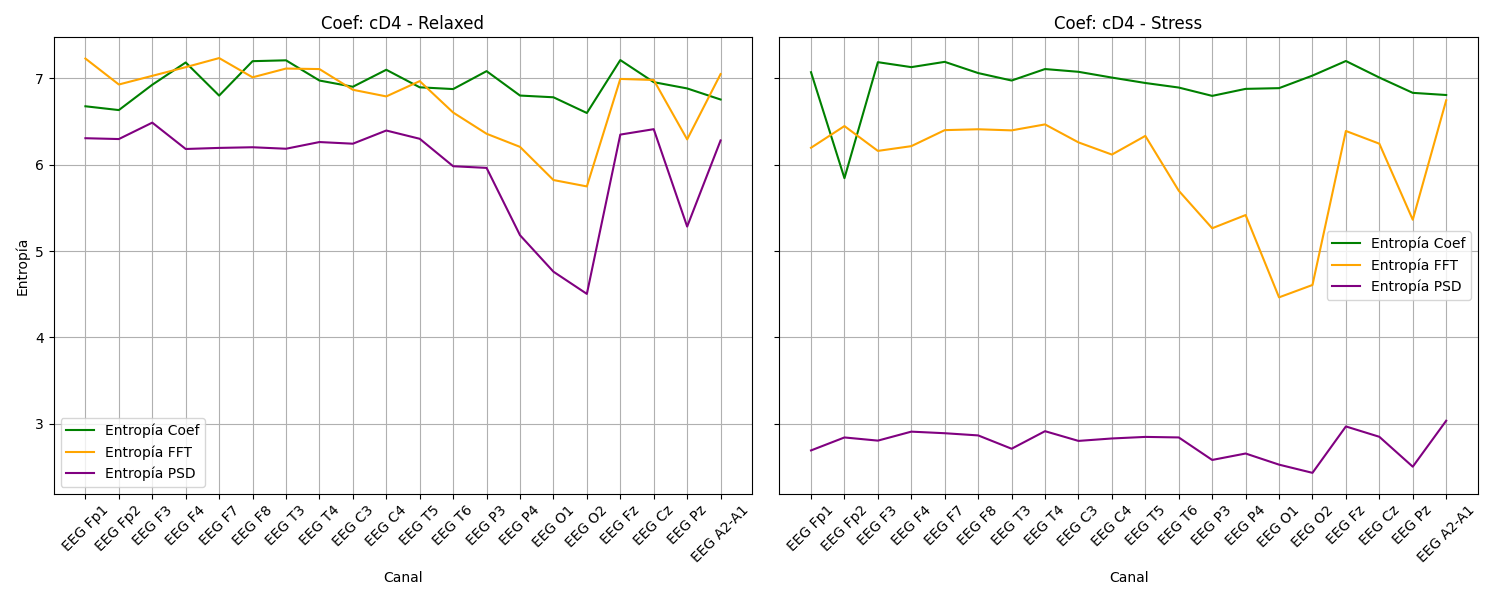 Coef: cD4 - Relaxed
Coef: cD4 - Stress
Entropía
7
6
5
4
3
Entropía Coef
Entropía FFT
Entropía PSD
Entropía Coef
Entropía FFT
Entropía PSD
EEG Fp1
EEG Fp2
EEG F3
EEG F4
EEG F7
EEG F8
EEG T3
EEG T4
EEG C3
EEG C4
EEG T5
EEG T6
EEG P3
EEG P4
EEG O1
EEG O2
EEG Fz
EEG Cz
EEG Pz
EEG A2-A1
EEG Fp1
EEG Fp2
EEG F3
EEG F4
EEG F7
EEG F8
EEG T3
EEG T4
EEG C3
EEG C4
EEG T5
EEG T6
EEG P3
EEG P4
EEG O1
EEG O2
EEG Fz
EEG Cz
EEG Pz
EEG A2-A1
Canal
Canal